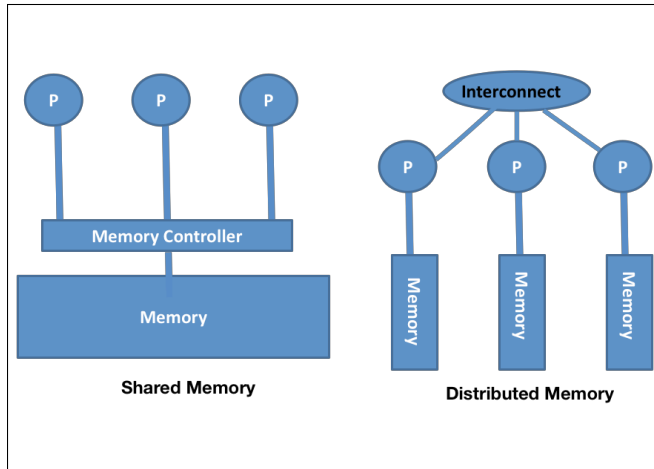 P
P
P
Memory Controller
Memory
Shared Memory
Interconnect
P
P
P
Memory
Memory
Memory
Distributed Memory